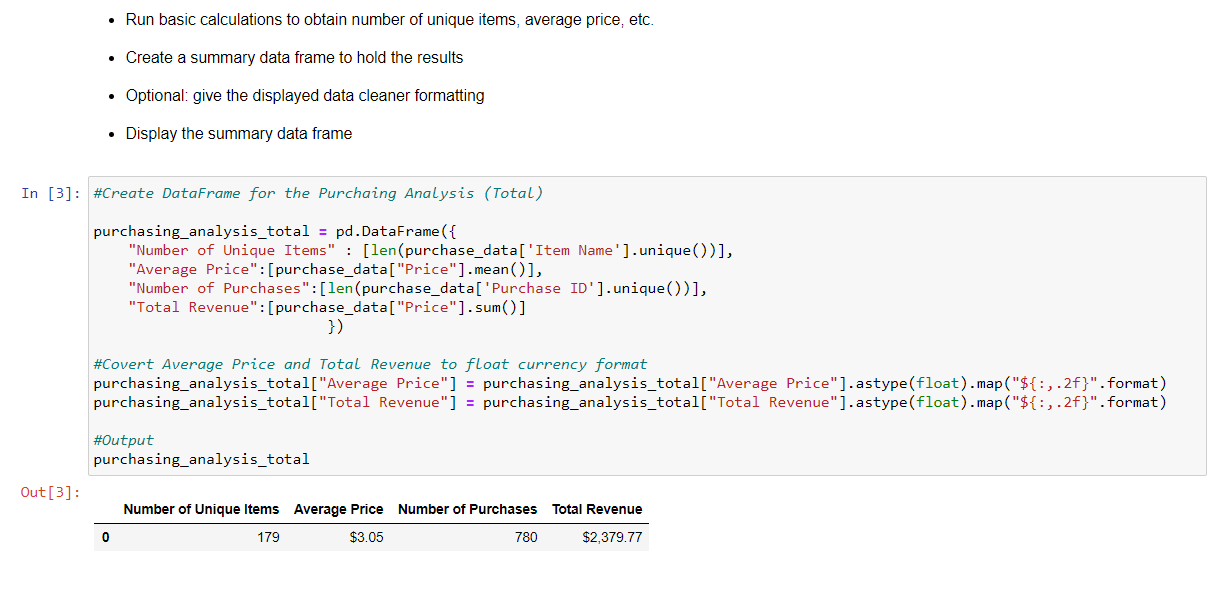 • Run basic calculations to obtain number of unique items, average price, etc.
• Create a summary data frame to hold the results
• Optional: give the displayed data cleaner formatting
• Display the summary data frame
In [3]: #Create DataFrame for the Purchaing Analysis (Total)
purchasing_analysis_total = pd.DataFrame({
"Number of Unique Items" : [len(purchase_data['Item Name'].unique())],
"Average Price":[purchase_data["Price"].mean()],
"Number of Purchases":[len(purchase_data['Purchase ID'].unique())],
"Total Revenue":[purchase_data["Price"].sum()]
})
#Covert Average Price and Total Revenue to float currency format
purchasing_analysis_total["Average Price"] = purchasing_analysis_total["Average Price"].astype(float).map("${:,.2f}".format)
purchasing_analysis_total["Total Revenue"] = purchasing_analysis_total["Total Revenue"].astype(float).map("${:,.2f}".format)
#Output
purchasing_analysis_total
Out[3]:
Number of Unique Items Average Price Number of Purchases Total Revenue
0 179 $3.05 780 $2,379.77